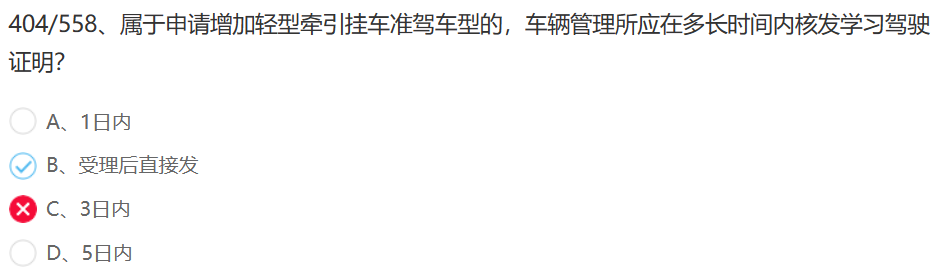 404/558、属于申请增加轻型牵引挂车准驾车型的，车辆管理所应在多长时间内核发学习驾驶
证明？
A、1日内
B、受理后直接发
C、3日内
D、5日内